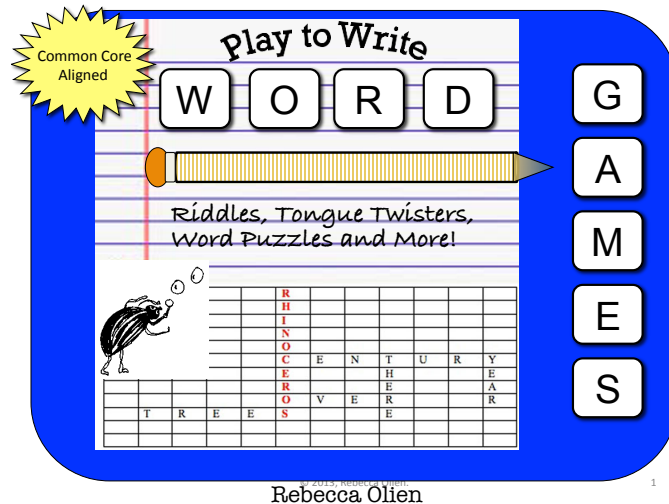 Common Core
Aligned
Play to Write
W O R D
G
A
M
E
S
Riddles, Tongue Twisters,
Word Puzzles and More!
R
H
I
N
O
C E N T U R Y
E H E
R E A
O V E R R
T R E E S E
© 2013, Rebecca Olien.
1
Rebecca Olien